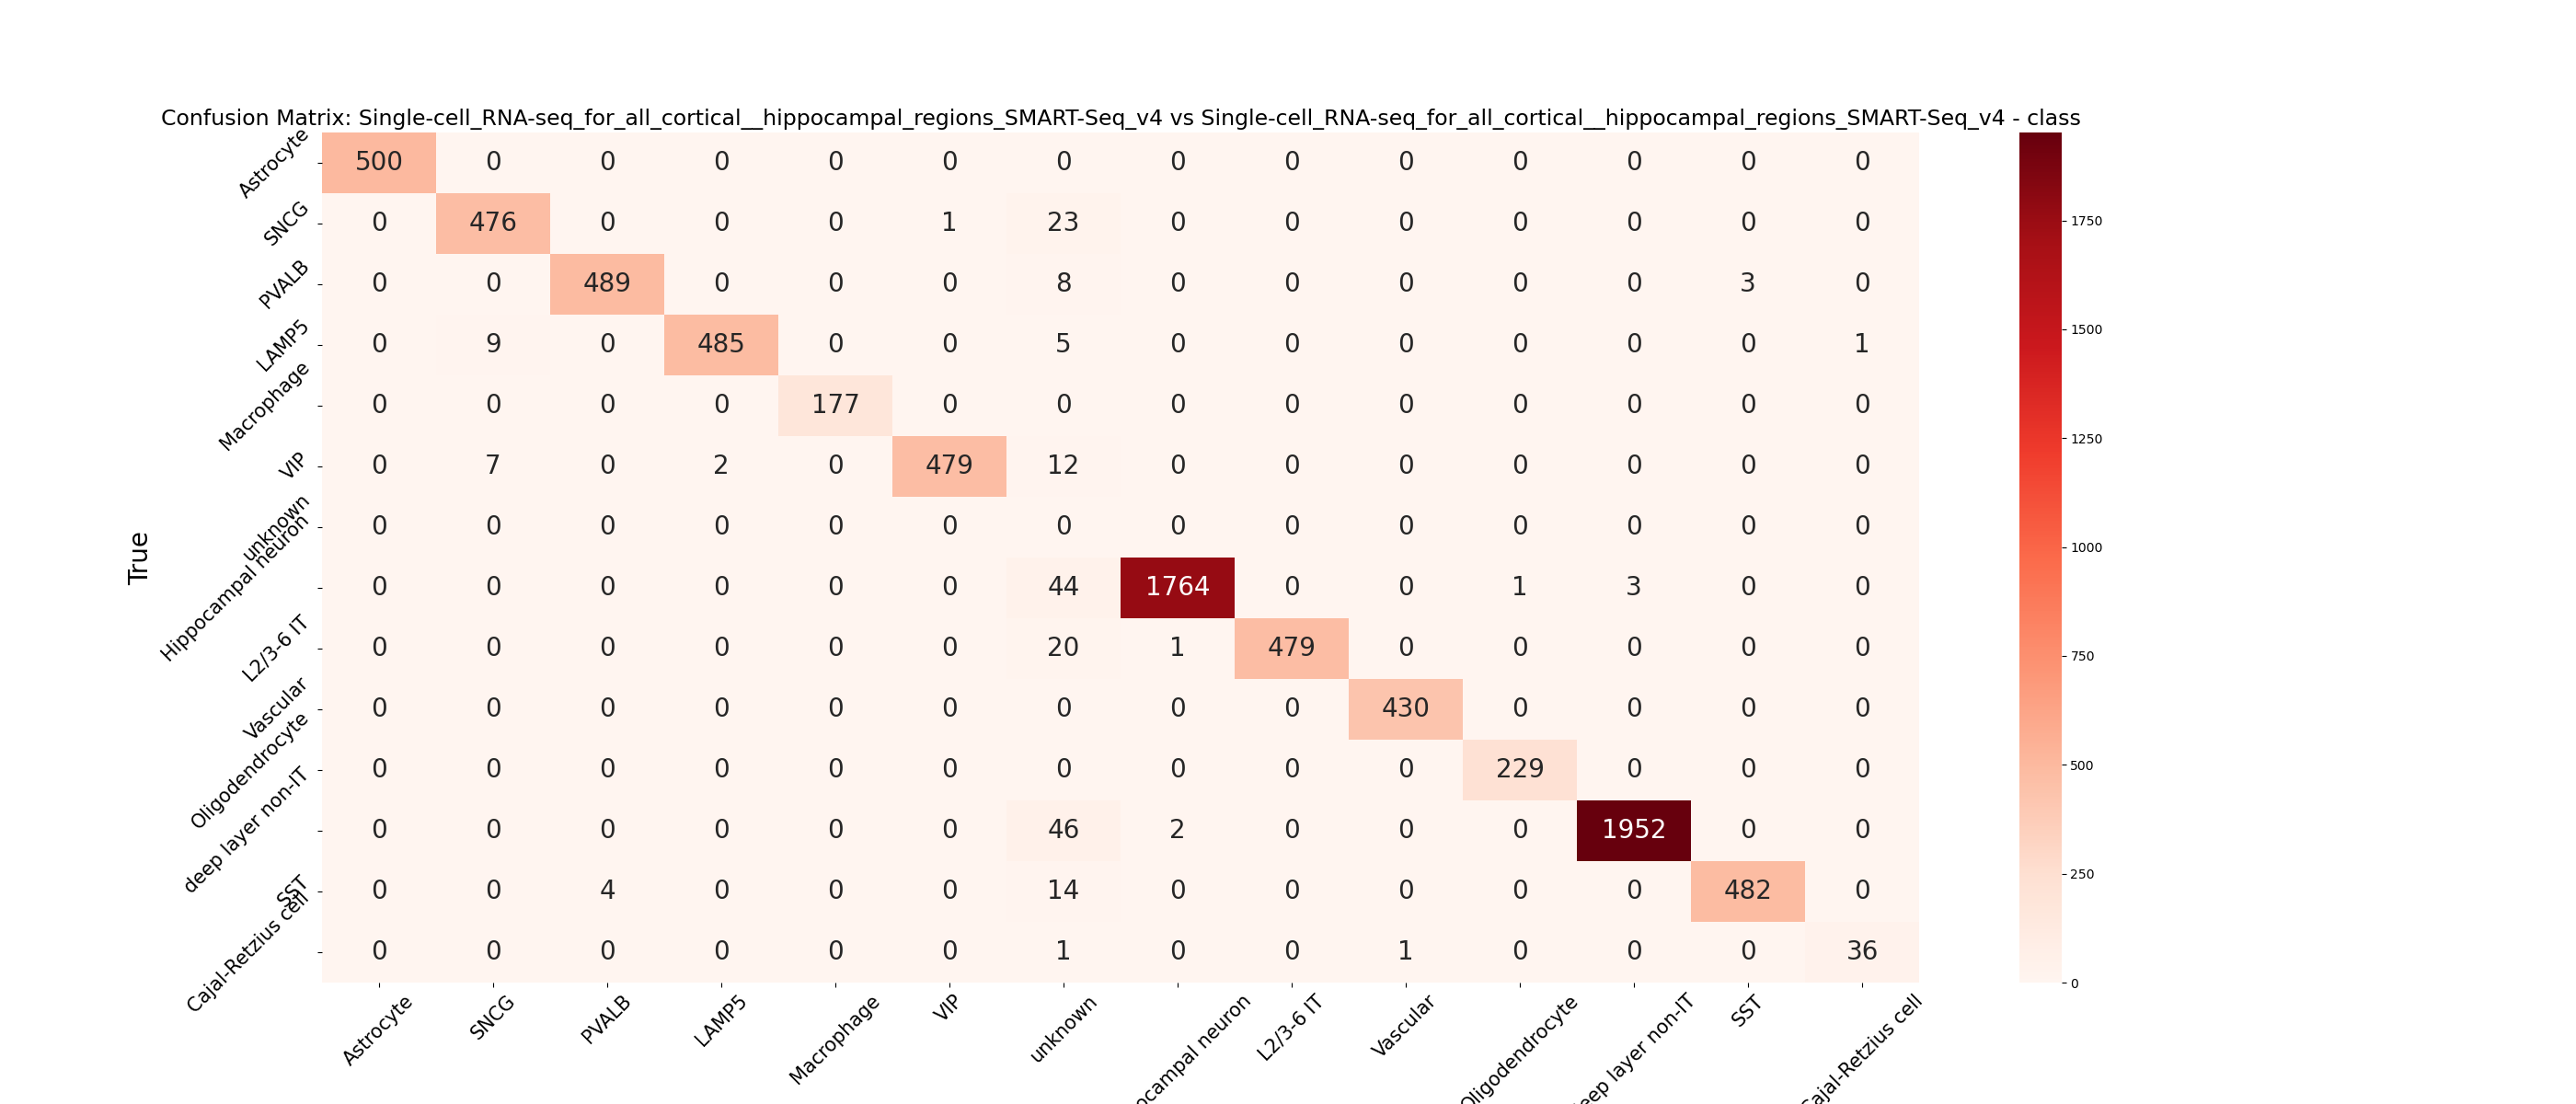 Confusion Matrix: Single-cell_RNA-seq_for_all_cortical__hippocampal_regions_SMART-Seq_v4 vs Single-cell_RNA-seq_for_all_cortical__hippocampal_regions_SMART-Seq_v4 - class
True
Astrocyte 500 0 0 0 0 0 0 0 0 0 0 0 0 0
SNCG 0 476 0 0 0 1 23 0 0 0 0 0 0 0
PVALB 0 0 489 0 0 0 8 0 0 0 0 0 3 0
LAMP5 0 9 0 485 0 0 5 0 0 0 0 0 0 1
Macrophage 0 0 0 0 177 0 0 0 0 0 0 0 0 0
VIP 0 7 0 2 0 479 12 0 0 0 0 0 0 0
unknown 0 0 0 0 0 0 0 0 0 0 0 0 0 0
Hippocampal neuron 0 0 0 0 0 0 44 1764 0 0 1 3 0 0
L2/3-6 IT 0 0 0 0 0 0 20 1 479 0 0 0 0 0
Vascular 0 0 0 0 0 0 0 0 0 430 0 0 0 0
Oligodendrocyte 0 0 0 0 0 0 0 0 0 0 229 0 0 0
deep layer non-IT 0 0 0 0 0 0 46 2 0 0 0 1952 0 0
SST 0 0 4 0 0 0 14 0 0 0 0 0 482 0
Cajal-Retzius cell 0 0 0 0 0 0 1 0 0 1 0 0 0 36
Astrocyte SNCG PVALB LAMP5 Macrophage VIP unknown ocampal neuron L2/3-6 IT Vascular Oligodendrocyte eep layer non-IT SST ajal-Retzius cell
1750
1500
1250
1000
750
500
250
0